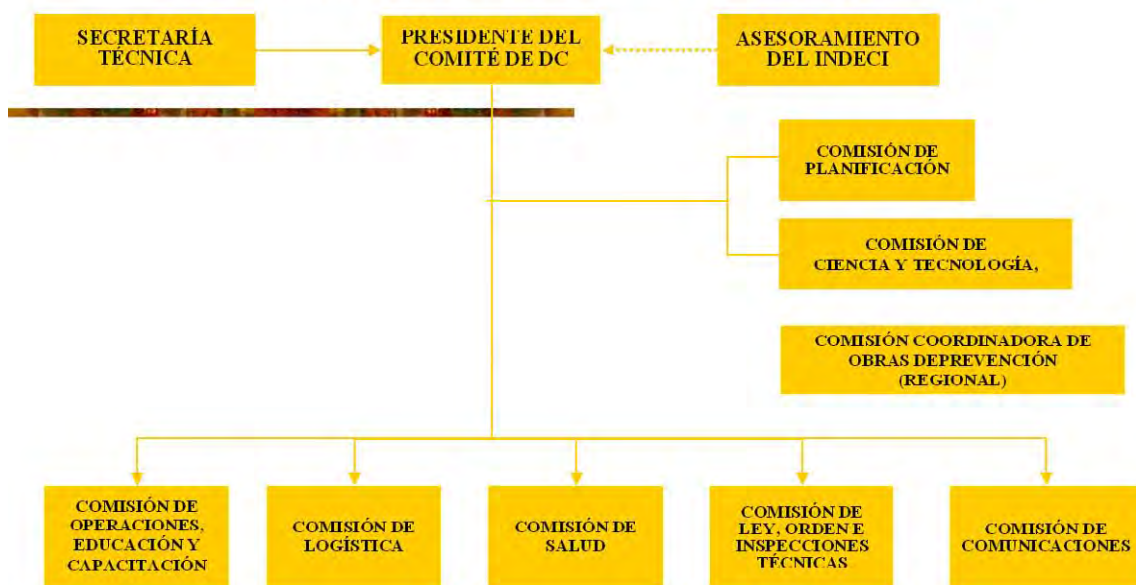 SECRETARÍA
TÉCNICA
PRESIDENTE DEL
COMITÉ DE DC
ASESORAMIENTO
DEL INDECI
COMISIÓN DE
PLANIFICACIÓN
COMISIÓN DE
CIENCIA Y TECNOLOGÍA,
COMISIÓN COORDINADORA DE
OBRAS DEPREVENCIÓN
(REGIONAL)
COMISIÓN DE
OPERACIONES,
EDUCACIÓN Y
CAPACITACIÓN
COMISIÓN DE
LOGÍSTICA
COMISIÓN DE
SALUD
COMISIÓN DE
LEY, ORDEN E
INSPECCIONES
TÉCNICAS
COMISIÓN DE
COMUNICACIONES